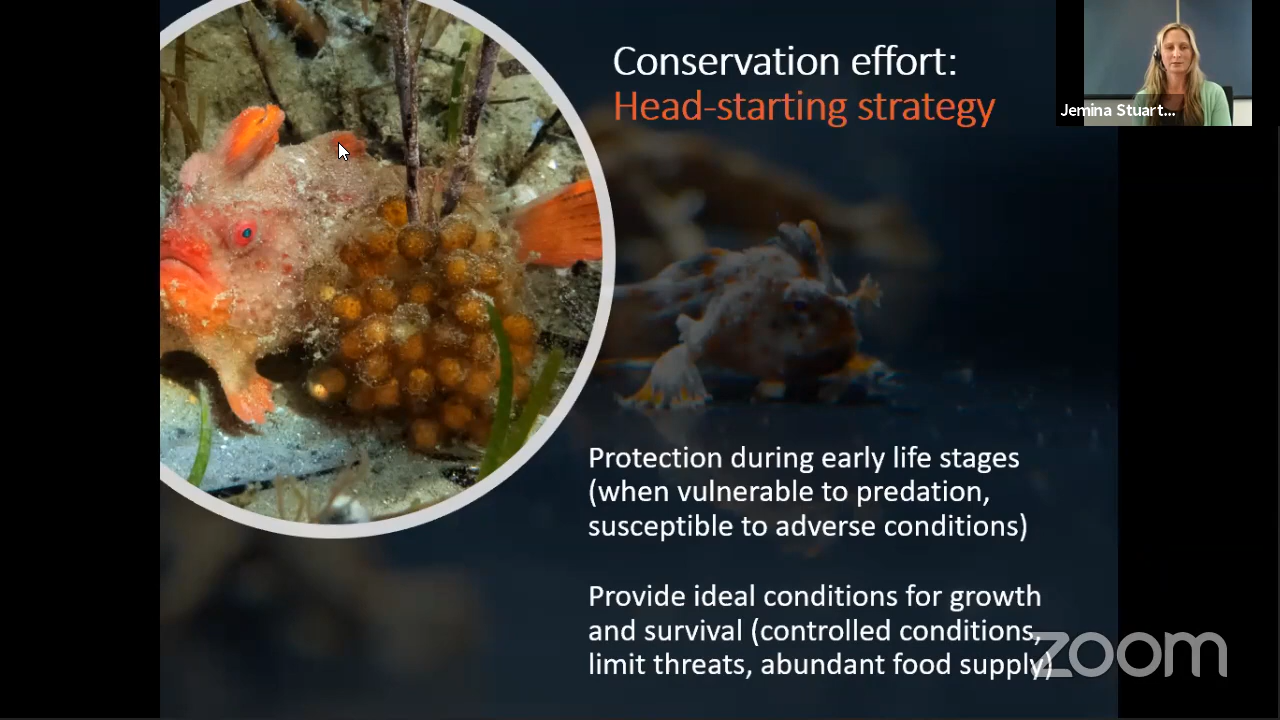 Conservation effort:
Head-starting strategy
Jemina Stuart...
Protection during early life stages
(when vulnerable to predation,
susceptible to adverse conditions)
Provide ideal conditions for growth
and survival (controlled conditions,
limit threats, abundant food supply)
zoom